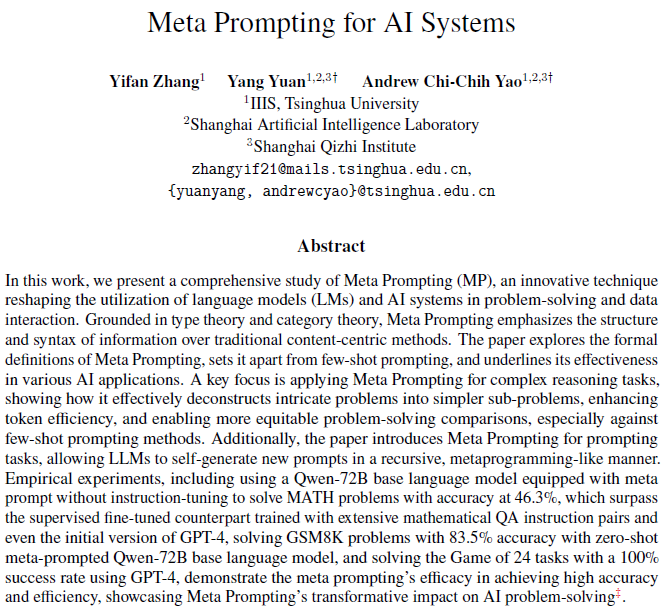 Meta Prompting for AI Systems
Yifan Zhang¹ Yang Yuan¹,²,³† Andrew Chi-Chih Yao¹,²,³†
¹IIIS, Tsinghua University
²Shanghai Artificial Intelligence Laboratory
³Shanghai Qizhi Institute
zhangyif21@mails.tsinghua.edu.cn,
{yuanyang, andrewcyao}@tsinghua.edu.cn
Abstract
In this work, we present a comprehensive study of Meta Prompting (MP), an innovative technique
reshaping the utilization of language models (LMs) and AI systems in problem-solving and data
interaction. Grounded in type theory and category theory, Meta Prompting emphasizes the structure
and syntax of information over traditional content-centric methods. The paper explores the formal
definitions of Meta Prompting, sets it apart from few-shot prompting, and underlines its effectiveness
in various AI applications. A key focus is applying Meta Prompting for complex reasoning tasks,
showing how it effectively deconstructs intricate problems into simpler sub-problems, enhancing
token efficiency, and enabling more equitable problem-solving comparisons, especially against
few-shot prompting methods. Additionally, the paper introduces Meta Prompting for prompting
tasks, allowing LLMs to self-generate new prompts in a recursive, metaprogramming-like manner.
Empirical experiments, including using a Qwen-72B base language model equipped with meta
prompt without instruction-tuning to solve MATH problems with accuracy at 46.3%, which surpass
the supervised fine-tuned counterpart trained with extensive mathematical QA instruction pairs and
even the initial version of GPT-4, solving GSM8K problems with 83.5% accuracy with zero-shot
meta-prompted Qwen-72B base language model, and solving the Game of 24 tasks with a 100%
success rate using GPT-4, demonstrate the meta prompting's efficacy in achieving high accuracy
and efficiency, showcasing Meta Prompting's transformative impact on AI problem-solving‡.